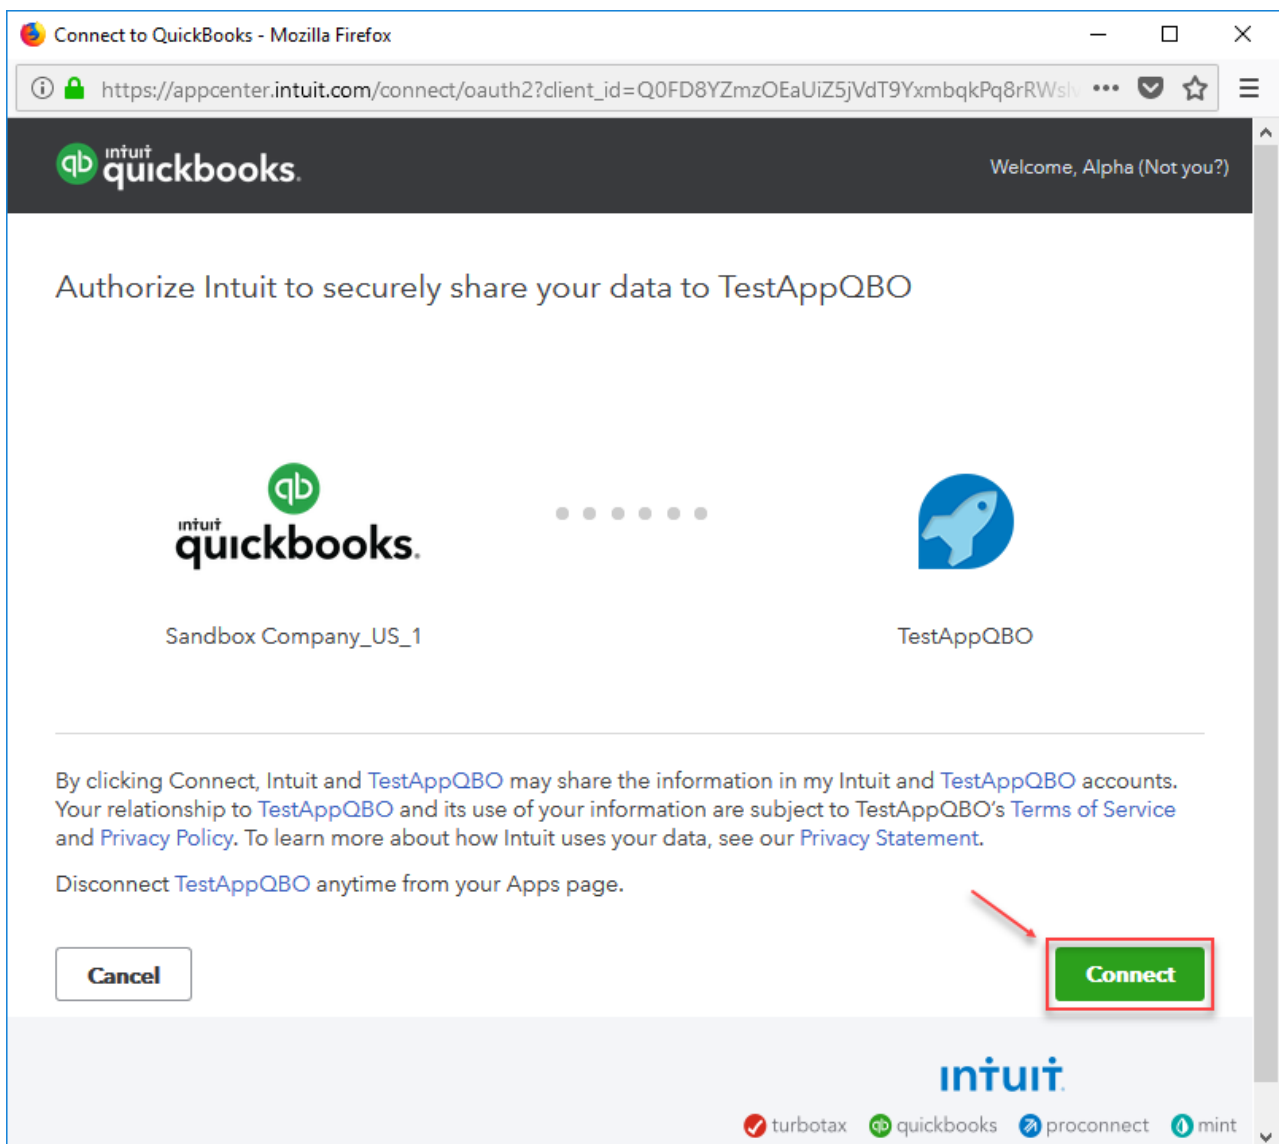 Connect to QuickBooks - Mozilla Firefox
https://appcenter.intuit.com/connect/oauth2?client_id=Q0FD8YZmzOEaUiZ5jVdT9YxmbqkPq8rRWslv
qb intuit quickbooks.
Welcome, Alpha (Not you?)
Authorize Intuit to securely share your data to TestAppQBO
qb
intuit
quickbooks.
Sandbox Company_US_1
TestAppQBO
By clicking Connect, Intuit and TestAppQBO may share the information in my Intuit and TestAppQBO accounts.
Your relationship to TestAppQBO and its use of your information are subject to TestAppQBO's Terms of Service
and Privacy Policy. To learn more about how Intuit uses your data, see our Privacy Statement.
Disconnect TestAppQBO anytime from your Apps page.
Cancel
Connect
intuit.
turbotax qb quickbooks proconnect mint